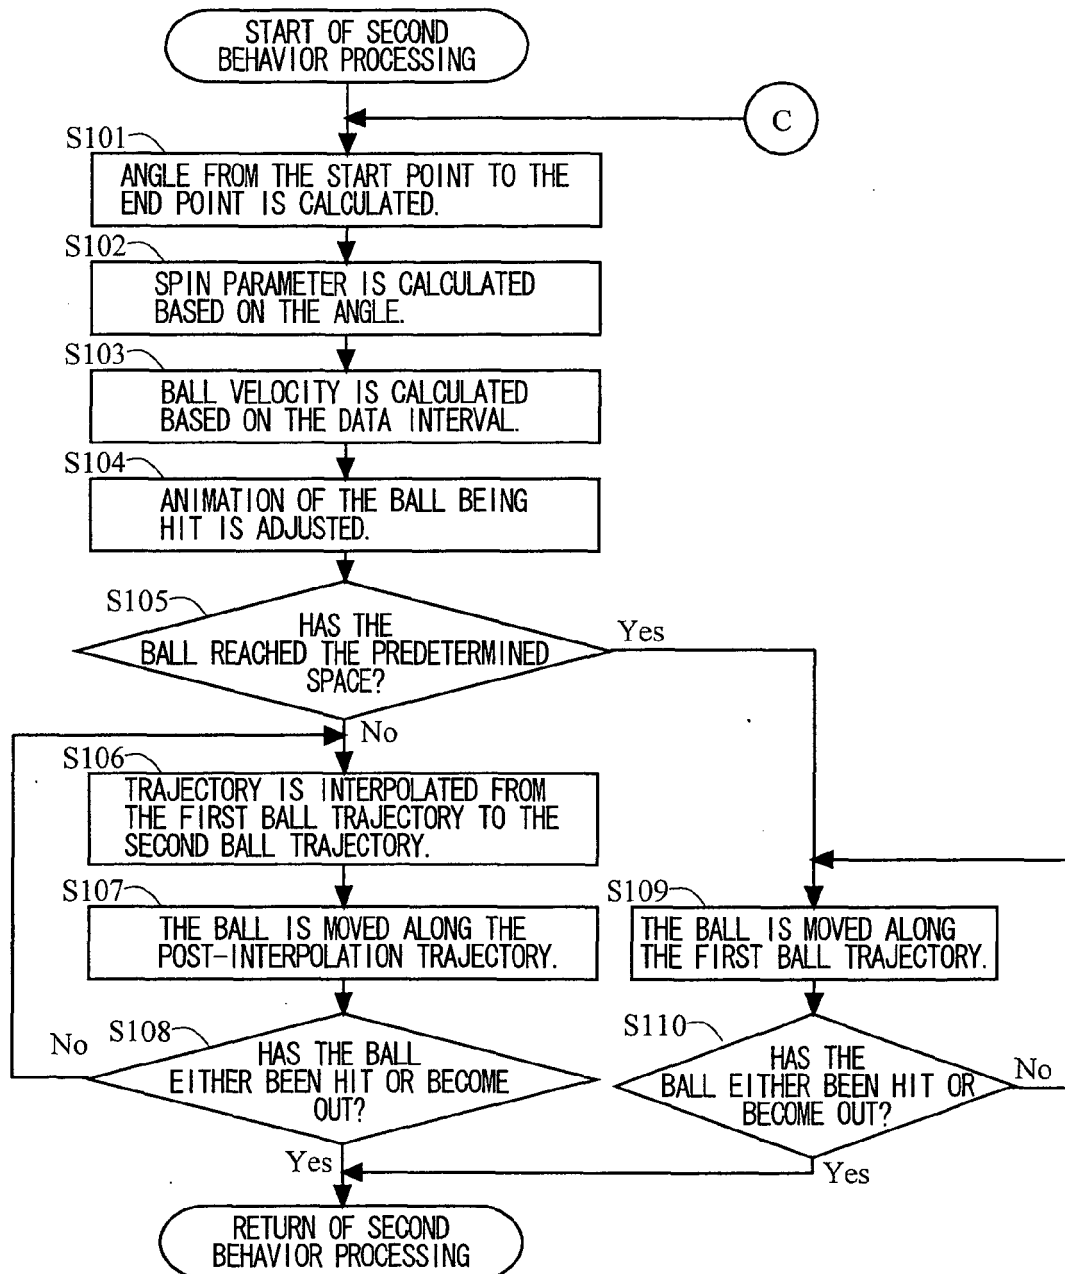 START OF SECOND
BEHAVIOR PROCESSING
C
S101
ANGLE FROM THE START POINT TO THE
END POINT IS CALCULATED.
S102
SPIN PARAMETER IS CALCULATED
BASED ON THE ANGLE.
S103
BALL VELOCITY IS CALCULATED
BASED ON THE DATA INTERVAL.
S104
ANIMATION OF THE BALL BEING
HIT IS ADJUSTED.
S105
HAS THE
BALL REACHED THE PREDETERMINED
SPACE?
Yes
No
S106
TRAJECTORY IS INTERPOLATED FROM
THE FIRST BALL TRAJECTORY TO THE
SECOND BALL TRAJECTORY.
S107
THE BALL IS MOVED ALONG THE
POST-INTERPOLATION TRAJECTORY.
S108
HAS THE BALL
EITHER BEEN HIT OR BECOME
OUT?
No
Yes
S109
THE BALL IS MOVED ALONG
THE FIRST BALL TRAJECTORY.
S110
HAS THE
BALL EITHER BEEN HIT OR
BECOME OUT?
No
Yes
RETURN OF SECOND
BEHAVIOR PROCESSING